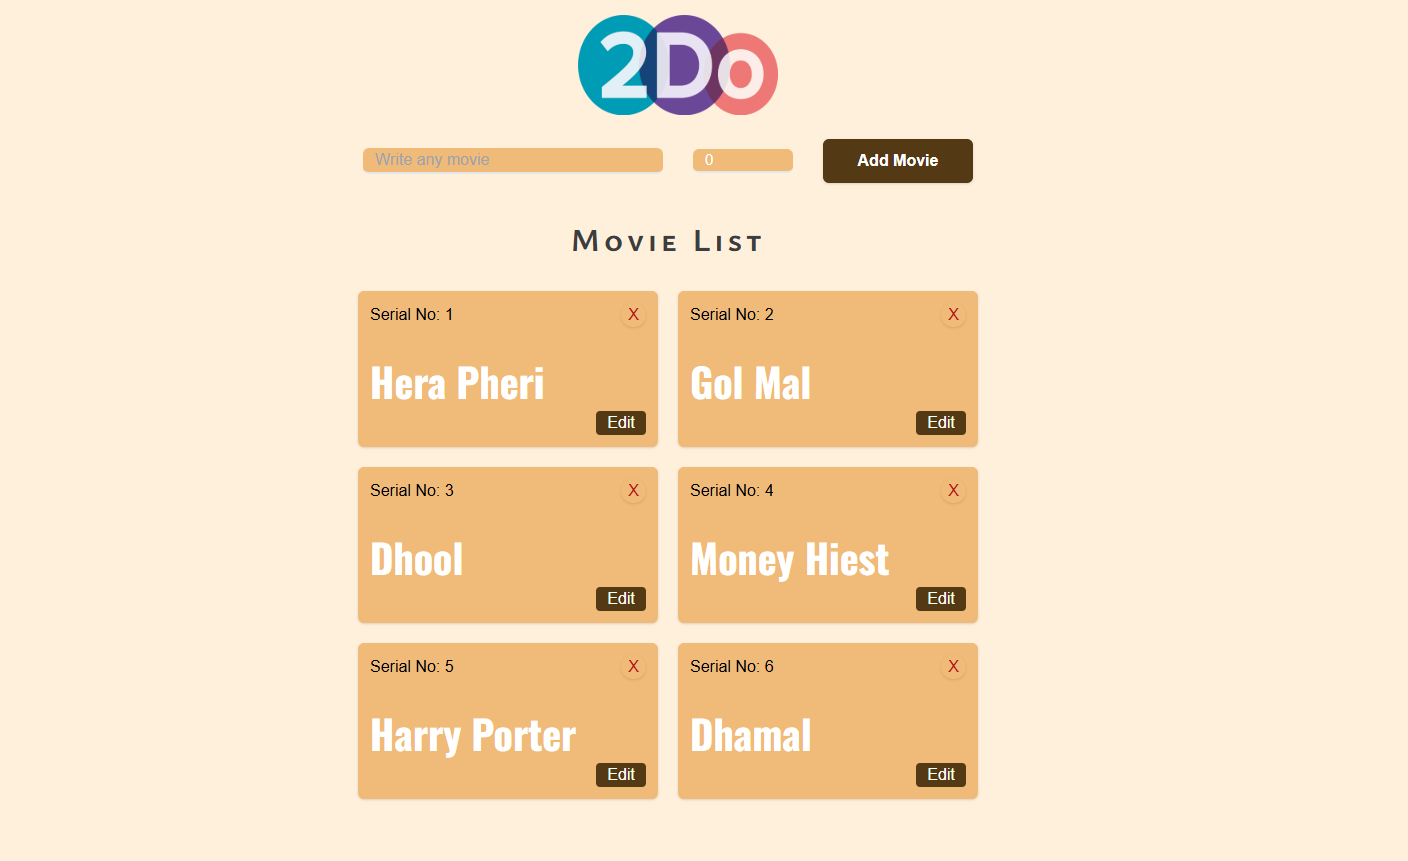 2Do
Write any movie
0
Add Movie
Movie List
Serial No: 1
X
Hera Pheri
Edit
Serial No: 2
X
Gol Mal
Edit
Serial No: 3
X
Dhool
Edit
Serial No: 4
X
Money Hiest
Edit
Serial No: 5
X
Harry Porter
Edit
Serial No: 6
X
Dhamal
Edit